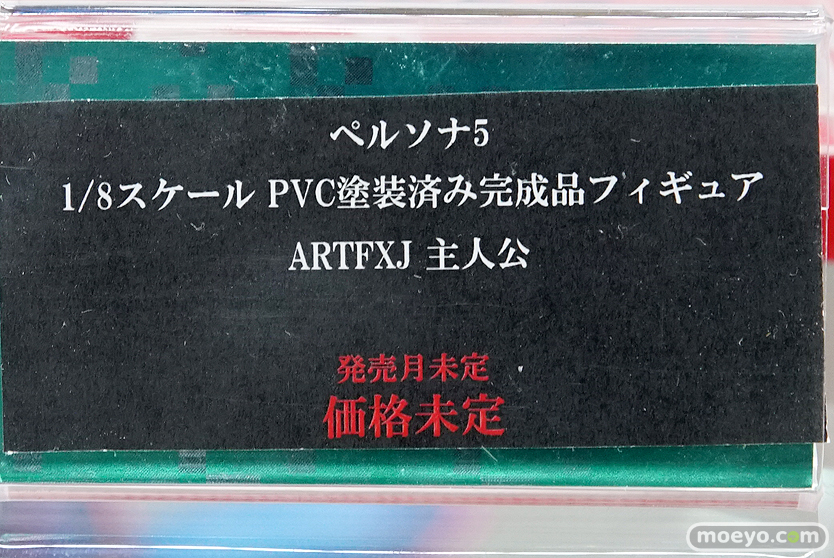 ペルソナ5
1/8スケール PVC塗装済み完成品フィギュア
ARTFXJ 主人公
発売月未定
価格未定
moeyo.com